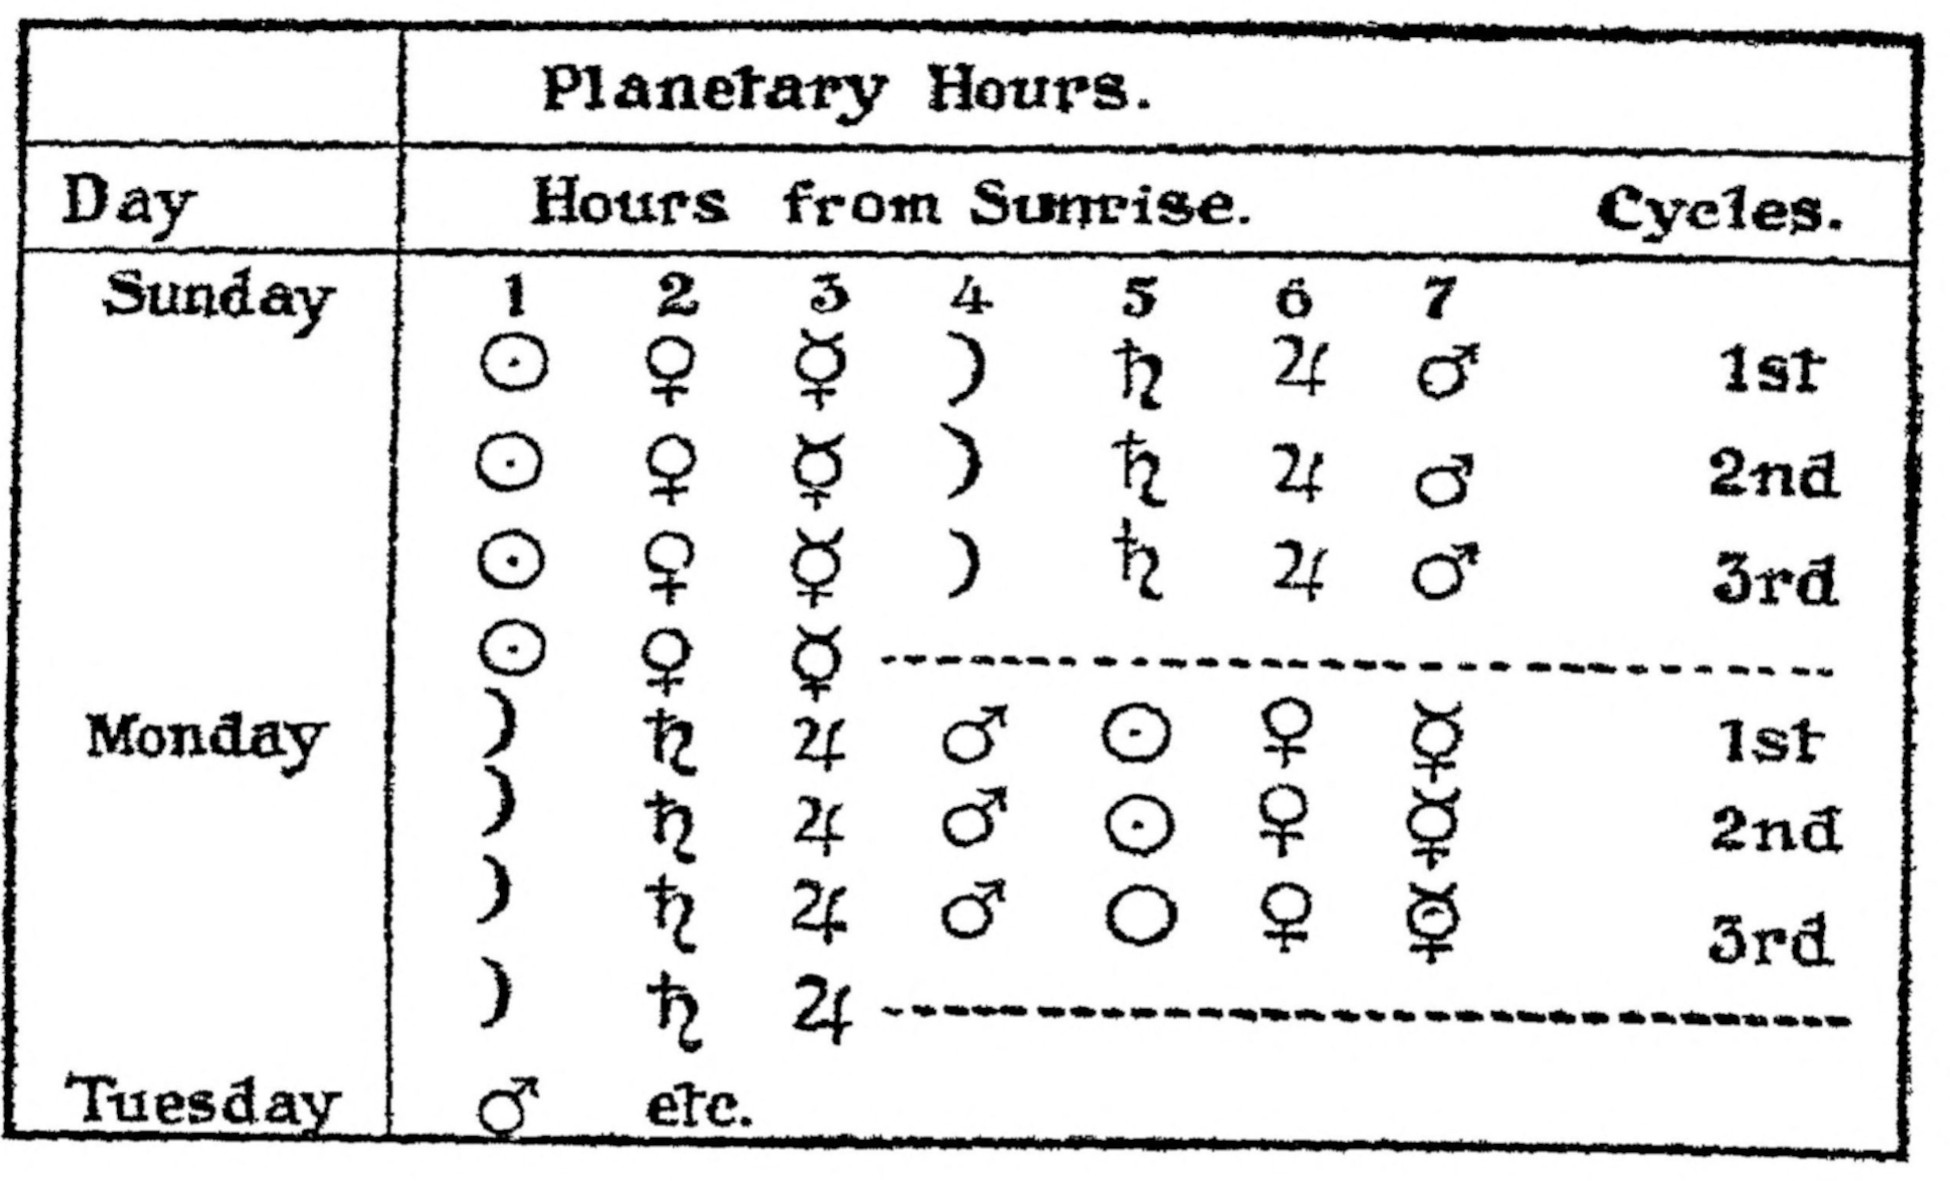 Planetary Hours.
Day Hours from Sunrise. Cycles.
Sunday 1 2 3 4 5 6 7
☉ ♀ ☿ ☽ ♄ ♃ ♂ 1st
☉ ♀ ☿ ☽ ♄ ♃ ♂ 2nd
☉ ♀ ☿ ☽ ♄ ♃ ♂ 3rd
☉ ♀ ☿
Monday ☽ ♄ ♃ ♂ ☉ ♀ ☿ 1st
☽ ♄ ♃ ♂ ☉ ♀ ☿ 2nd
☽ ♄ ♃ ♂ ○ ♀ ☿ 3rd
☽ ♄ ♃
Tuesday ♂ etc.